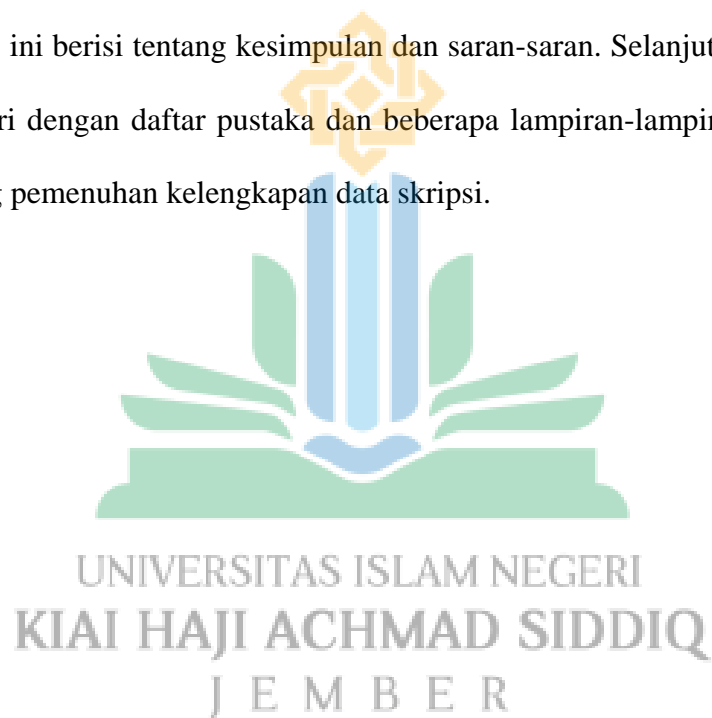 ini berisi tentang kesimpulan dan saran-saran. Selanjut
ri dengan daftar pustaka dan beberapa lampiran-lampir
pemenuhan kelengkapan data skripsi.
UNIVERSITAS ISLAM NEGERI
KIAI HAJI ACHMAD SIDDIQ
JEMBER